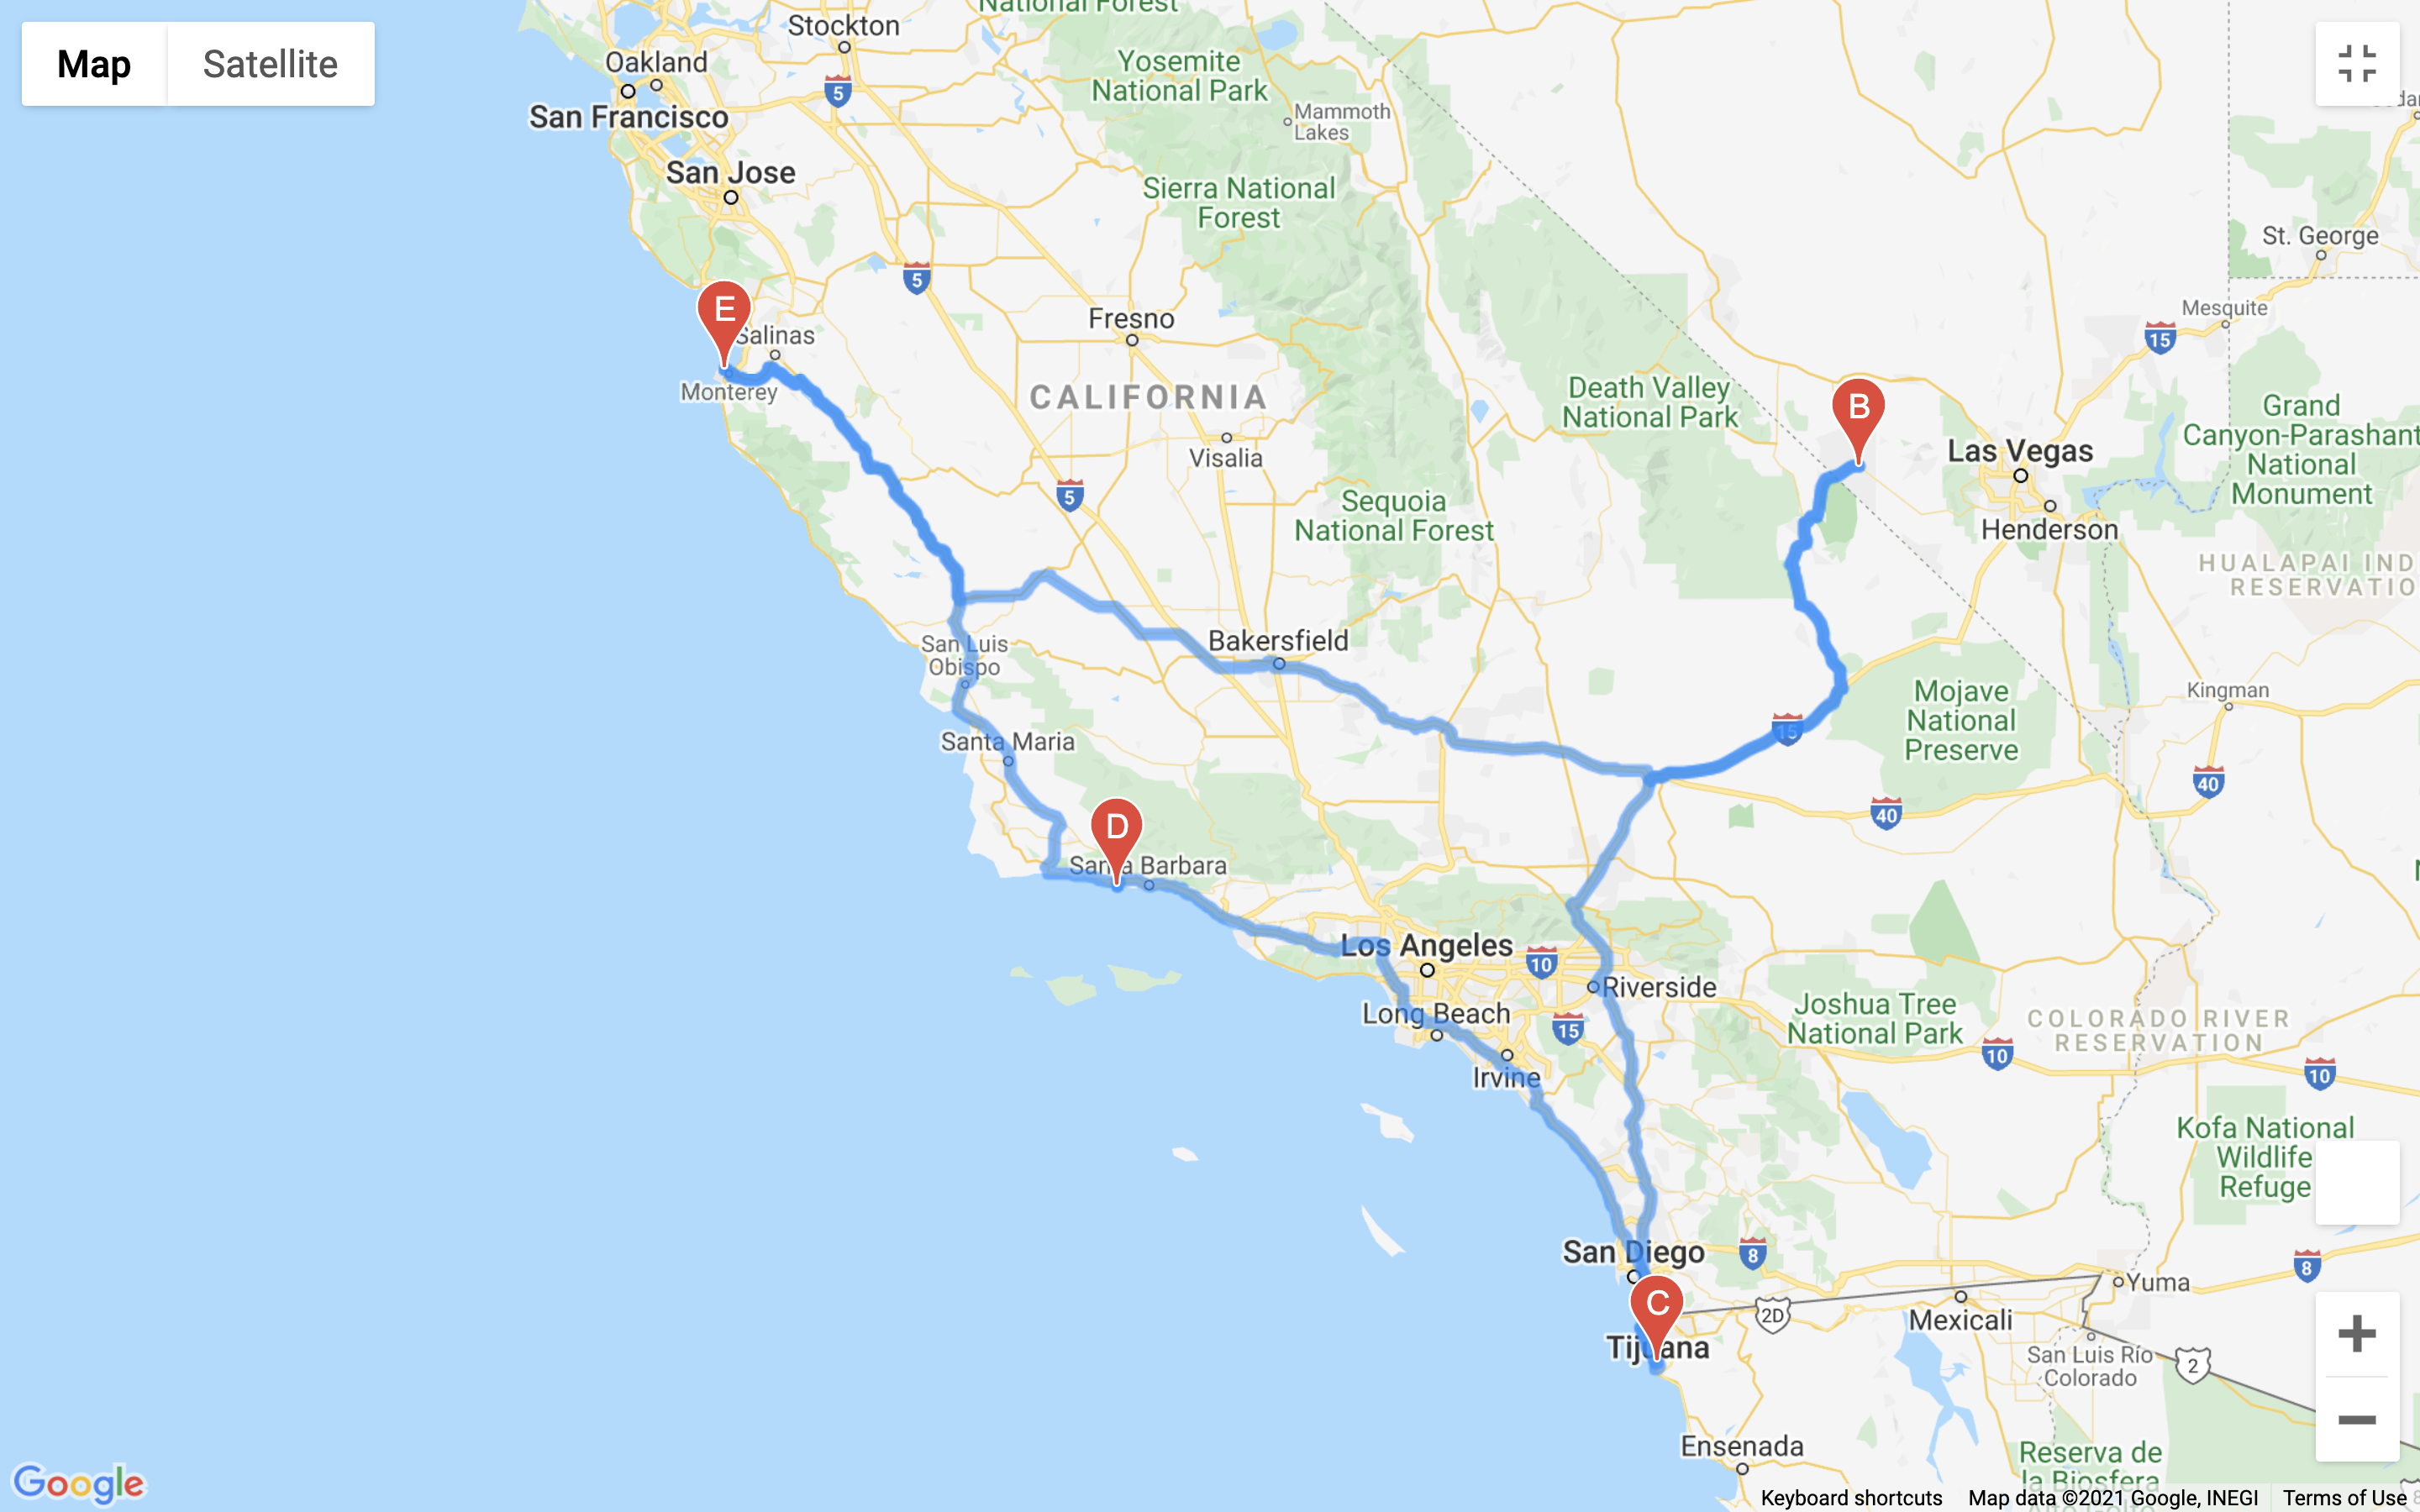 Map
Satellite
National Forest
Stockton
Oakland
San Francisco
San Jose
5
Yosemite
National Park
Mammoth
Lakes
Sierra National
Forest
5
St. George
Mesquite
15
E
Salinas
Monterey
Fresno
CALIFORNIA
Visalia
5
Death Valley
National Park
B
Las Vegas
Henderson
Grand
Canyon-Parashant
National
Monument
Sequoia
National Forest
HUALAPAI IND
RESERVATIO
San Luis
Obispo
Bakersfield
Santa Maria
15
Mojave
National
Preserve
Kingman
40
40
D
Santa Barbara
Los Angeles
10
Riverside
Long Beach
15
Irvine
Joshua Tree
National Park
COLORADO RIVER
RESERVATION
10
10
Kofa National
Wildlife
Refuge
San Diego
8
8
C
Tijuana
2D
Yuma
Mexicali
San Luis Río
Colorado
2
Ensenada
Reserva de
la Biosfera
+
−
Google
Keyboard shortcuts
Map data ©2021 Google, INEGI
Terms of Use